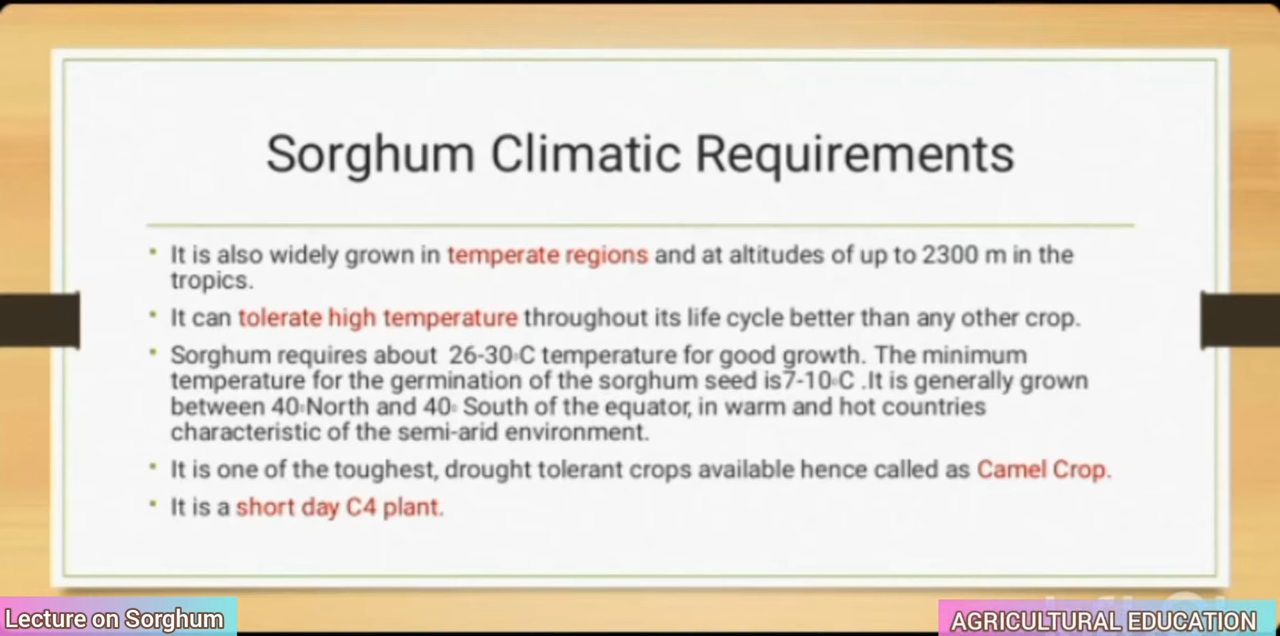 Sorghum Climatic Requirements
• It is also widely grown in temperate regions and at altitudes of up to 2300 m in the
tropics.
• It can tolerate high temperature throughout its life cycle better than any other crop.
• Sorghum requires about 26-30◦C temperature for good growth. The minimum
temperature for the germination of the sorghum seed is7-10◦C .It is generally grown
between 40◦North and 40◦ South of the equator, in warm and hot countries
characteristic of the semi-arid environment.
• It is one of the toughest, drought tolerant crops available hence called as Camel Crop.
• It is a short day C4 plant.
Lecture on Sorghum
AGRICULTURAL EDUCATION